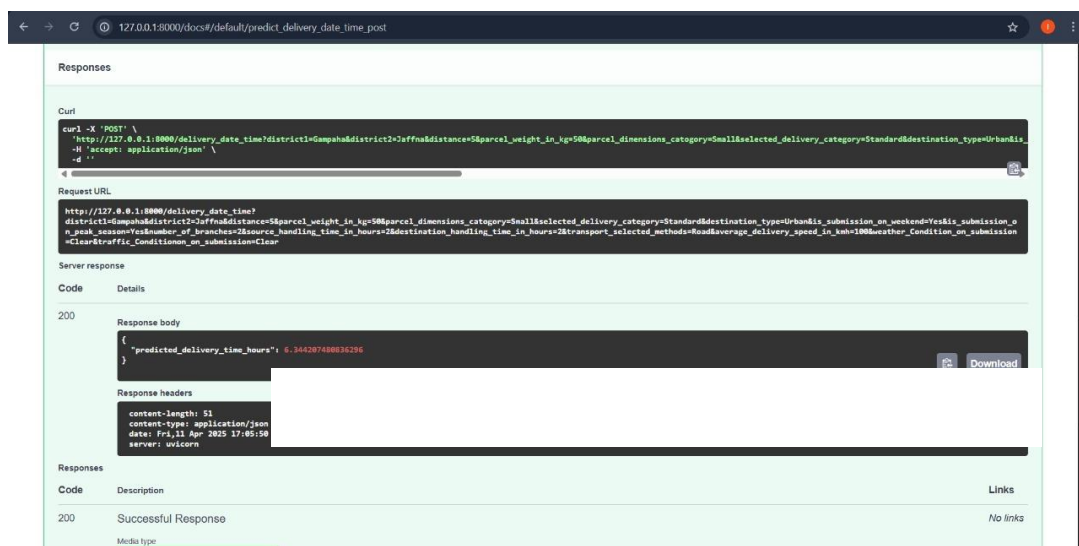 127.0.0.1:8000/docs#/default/predict_delivery_date_time_post
Responses
Curl
curl -X 'POST' \
'http://127.0.0.1:8000/delivery_date_time?district1=Gampaha&district2=Jaffna&distance=5&parcel_weight_in_kg=50&parcel_dimensions_catogory=Small&selected_delivery_category=Standard&destination_type=Urban&is_
-H 'accept: application/json' \
-d ''
Request URL
http://127.0.0.1:8000/delivery_date_time?
district1=Gampaha&district2=Jaffna&distance=5&parcel_weight_in_kg=50&parcel_dimensions_catogory=Small&selected_delivery_category=Standard&destination_type=Urban&is_submission_on_weekend=Yes&is_submission_o
n_peak_season=Yes&number_of_branches=2&source_handling_time_in_hours=2&destination_handling_time_in_hours=2&transport_selected_methods=Road&average_delivery_speed_in_kmh=100&weather_Condition_on_submission
=Clear&traffic_Conditionon_on_submission=Clear
Server response
Code Details
200
Response body
{
"predicted_delivery_time_hours": 6.344207480836296
}
Download
Response headers
content-length: 51
content-type: application/json
date: Fri,11 Apr 2025 17:05:50
server: uvicorn
Responses
Code Description Links
200 Successful Response No links
Media type